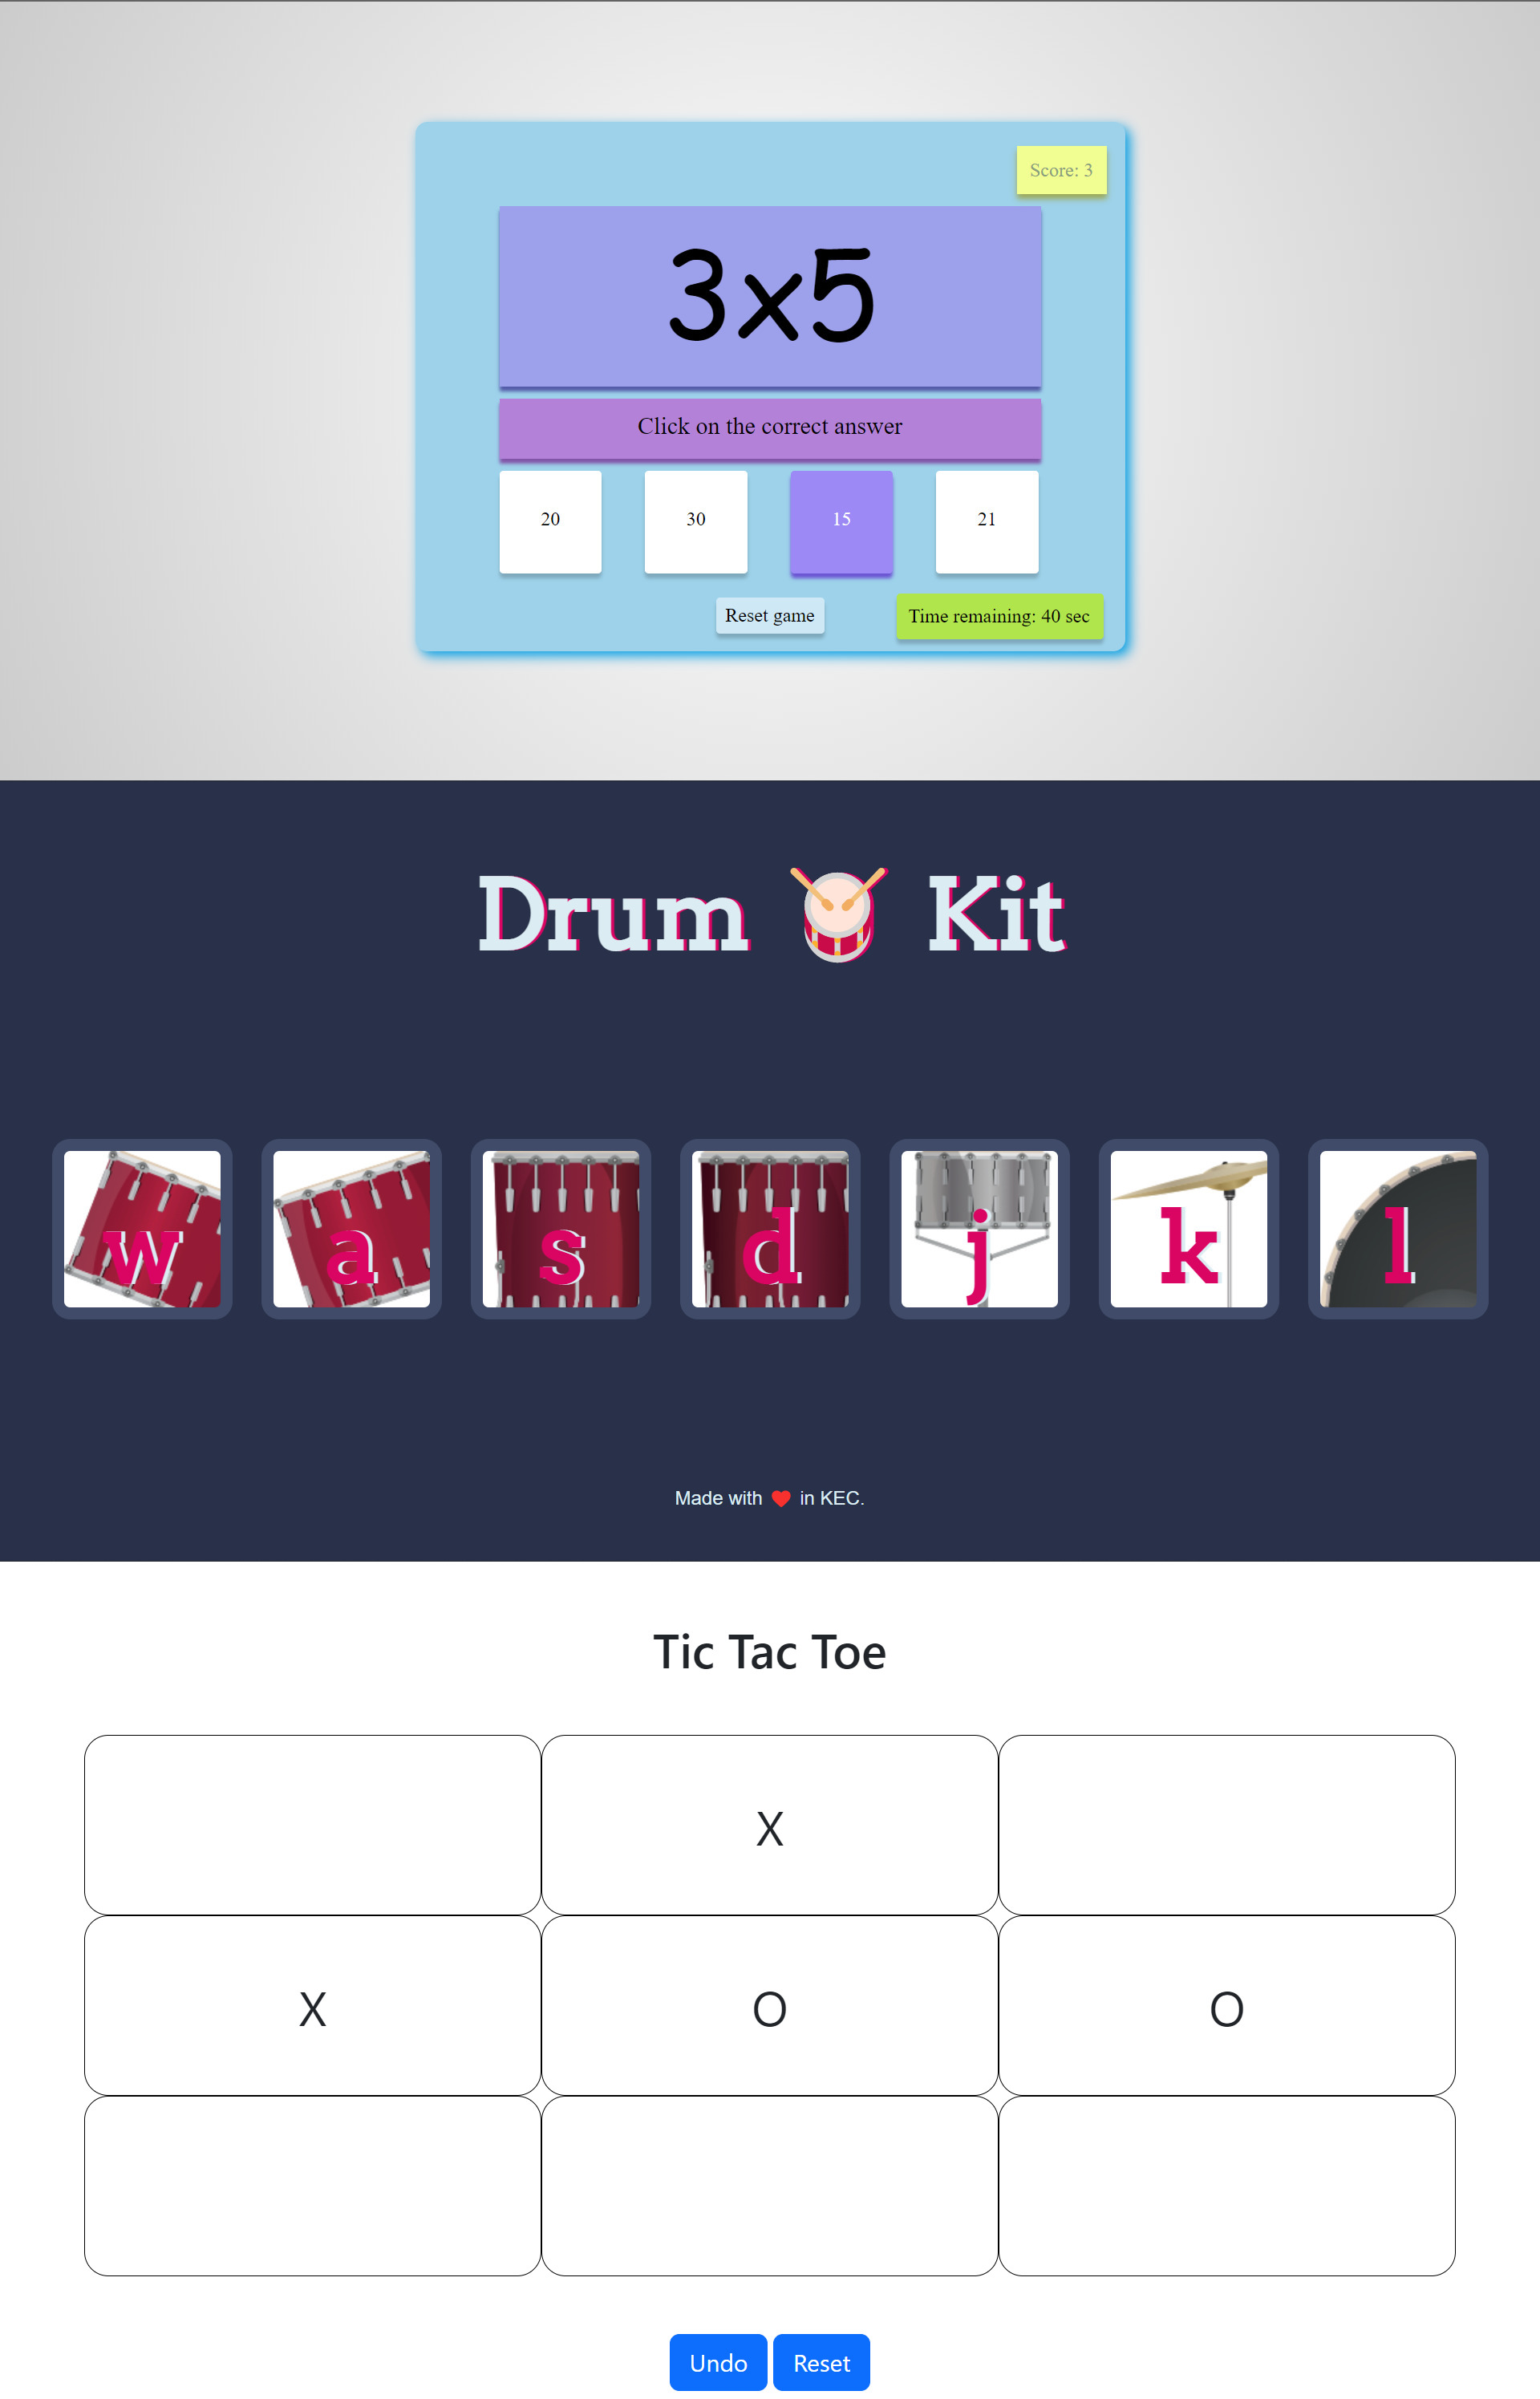 Score: 3
3x5
Click on the correct answer
20 30 15 21
Reset game Time remaining: 40 sec
Drum Kit
w a s d j k l
Made with ❤ in KEC.
Tic Tac Toe
X
X O O
Undo Reset